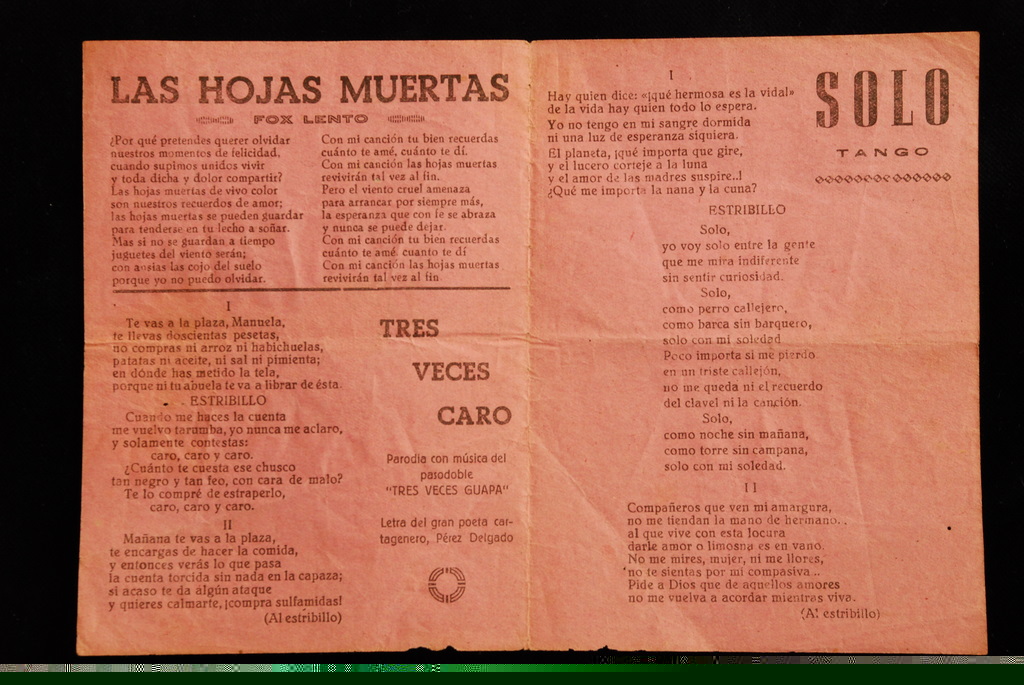 LAS HOJAS MUERTAS
FOX LENTO
¿Por qué pretendes querer olvidar
nuestros momentos de felicidad,
cuando supimos unidos vivir
y toda dicha y dolor compartir?
Las hojas muertas de vivo color
son nuestros recuerdos de amor;
las hojas muertas se pueden guardar
para tenderse en tu lecho a soñar.
Mas si no se guardan a tiempo
juguetes del viento serán;
con ansias las cojo del suelo
porque yo no puedo olvidar.
Con mi canción tu bien recuerdas
cuánto te amé, cuánto te dí.
Con mi canción las hojas muertas
revivirán tal vez al fin.
Pero el viento cruel amenaza
para arrancar por siempre más,
la esperanza que con fe se abraza
y nunca se puede dejar.
Con mi canción tu bien recuerdas
cuánto te amé. cuanto te dí
Con mi canción las hojas muertas
revivirán tal vez al fin
I
Te vas a la plaza, Manuela,
te llevas doscientas pesetas,
no compras ni arroz ni habichuelas,
patatas ni aceite, ni sal ni pimienta;
en dónde has metido la tela,
porque ni tu abuela te va a librar de ésta.
ESTRIBILLO
Cuando me haces la cuenta
me vuelvo tarumba, yo nunca me aclaro,
y solamente contestas:
caro, caro y caro.
¿Cuánto te cuesta ese chusco
tan negro y tan feo, con cara de malo?
Te lo compré de estraperlo,
caro, caro y caro.
II
Mañana te vas a la plaza,
te encargas de hacer la comida,
y entonces verás lo que pasa
la cuenta torcida sin nada en la capaza;
si acaso te da algún ataque
y quieres calmarte, ¡compra sulfamidas!
(Al estribillo)
TRES
VECES
CARO
Parodia con música del
pasodoble
"TRES VECES GUAPA"
Letra del gran poeta car-
tagenero, Pérez Delgado
SOLO
TANGO
I
Hay quien dice: «¡qué hermosa es la vida!»
de la vida hay quien todo lo espera.
Yo no tengo en mi sangre dormida
ni una luz de esperanza siquiera.
El planeta, ¡qué importa que gire,
y el lucero corteje a la luna
y el amor de las madres suspire..!
¿Qué me importa la nana y la cuna?
ESTRIBILLO
Solo,
yo voy solo entre la gente
que me mira indiferente
sin sentir curiosidad.
Solo,
como perro callejero,
como barca sin barquero,
solo con mi soledad
Poco importa si me pierdo
en un triste callejón,
no me queda ni el recuerdo
del clavel ni la canción.
Solo,
como noche sin mañana,
como torre sin campana,
solo con mi soledad.
II
Compañeros que ven mi amargura,
no me tiendan la mano de hermano..
al que vive con esta locura
darle amor o limosna es en vano.
No me mires, mujer, ni me llores,
no te sientas por mi compasiva..
Pide a Dios que de aquellos amores
no me vuelva a acordar mientras viva.
(Al estribillo)